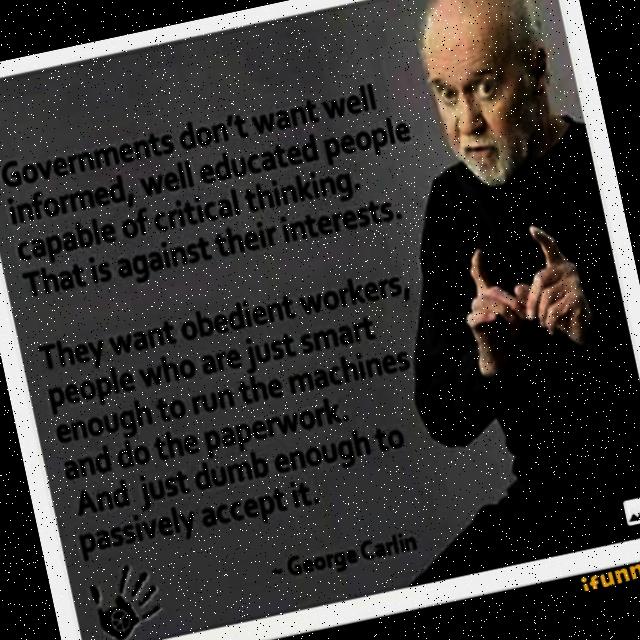 Governments don't want well
informed, well educated people
capable of critical thinking.
That is against their interests.
They want obedient workers,
people who are just smart
enough to run the machines
and do the paperwork.
And just dumb enough to
passively accept it.
~ George Carlin
ifunn